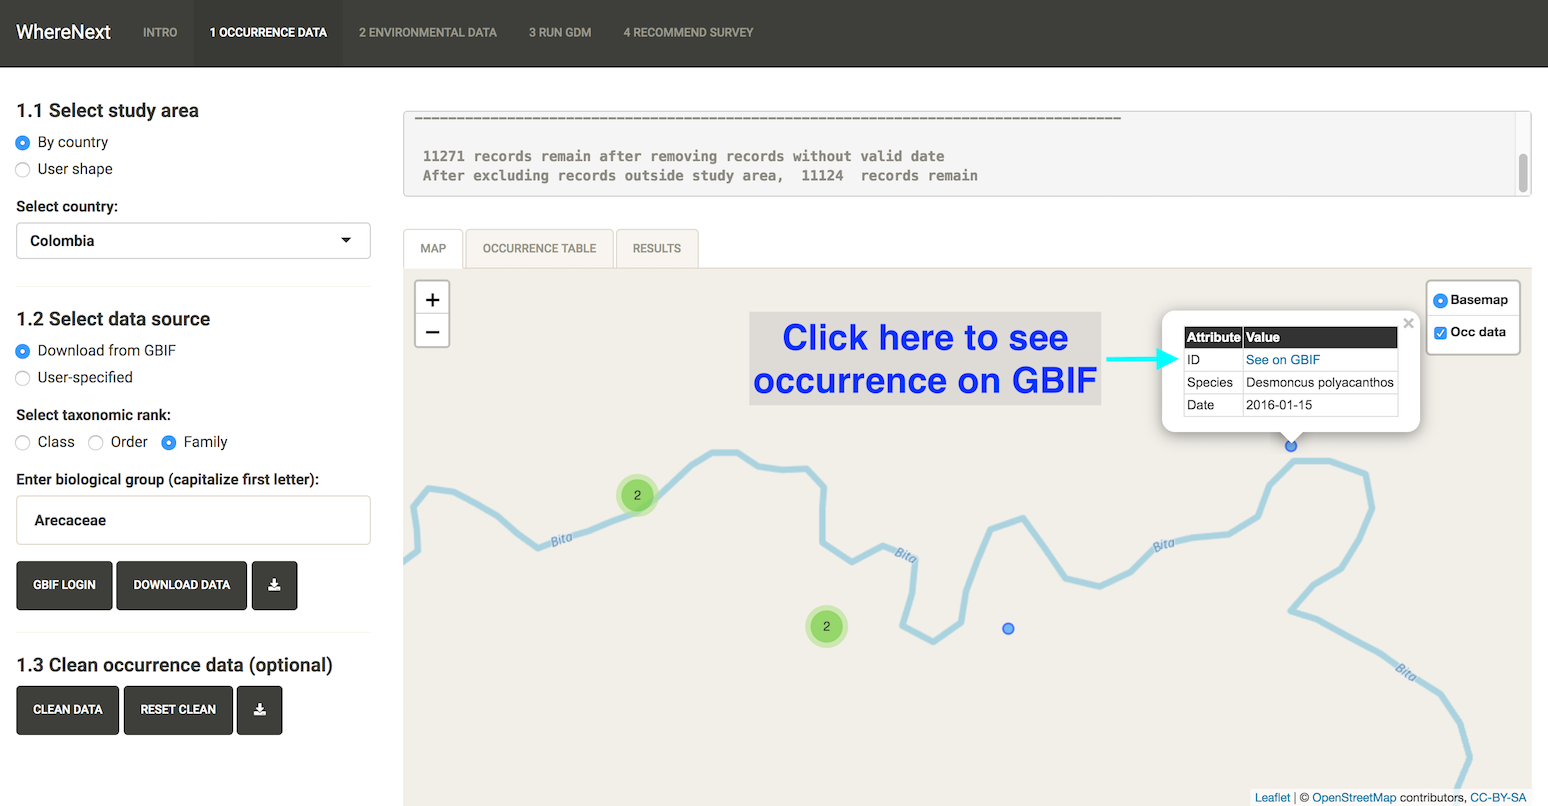 WhereNext INTRO 1 OCCURRENCE DATA 2 ENVIRONMENTAL DATA 3 RUN GDM 4 RECOMMEND SURVEY
1.1 Select study area
By country
User shape
Select country:
Colombia
1.2 Select data source
Download from GBIF
User-specified
Select taxonomic rank:
Class Order Family
Enter biological group (capitalize first letter):
Arecaceae
GBIF LOGIN DOWNLOAD DATA
1.3 Clean occurrence data (optional)
CLEAN DATA RESET CLEAN
11271 records remain after removing records without valid date
After excluding records outside study area, 11124 records remain
MAP OCCURRENCE TABLE RESULTS
+
−
Click here to see
occurrence on GBIF
×
Attribute Value
ID See on GBIF
Species Desmoncus polyacanthos
Date 2016-01-15
Basemap
Occ data
2
Bita
Bita
Bita
2
Bita
Leaflet | © OpenStreetMap contributors, CC-BY-SA